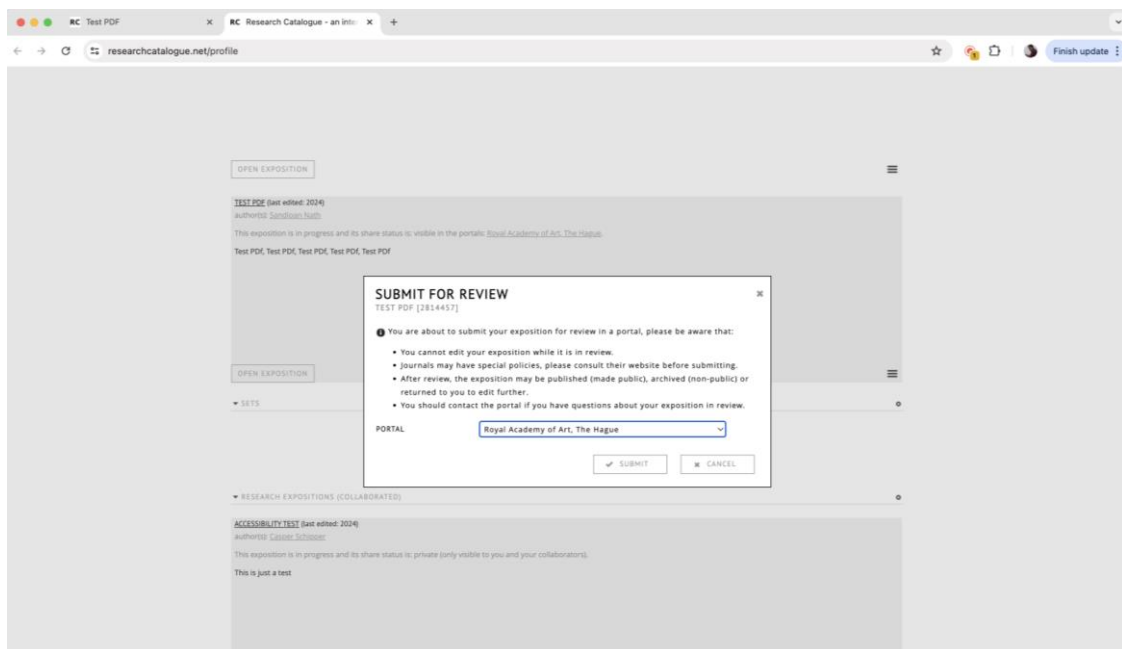 RC Test PDF
RC Research Catalogue - an inte
researchcatalogue.net/profile
Finish update
OPEN EXPOSITION
TEST PDF (last edited: 2024)
author(s): Sandipan Nath
This exposition is in progress and its share status is: visible in the portals: Royal Academy of Art, The Hague.
Test PDf, Test PDf, Test PDf, Test PDf, Test PDf
SUBMIT FOR REVIEW
TEST PDF [2814457]
You are about to submit your exposition for review in a portal, please be aware that:
• You cannot edit your exposition while it is in review.
• Journals may have special policies, please consult their website before submitting.
• After review, the exposition may be published (made public), archived (non-public) or
returned to you to edit further.
• You should contact the portal if you have questions about your exposition in review.
PORTAL Royal Academy of Art, The Hague
SUBMIT CANCEL
OPEN EXPOSITION
SETS
RESEARCH EXPOSITIONS (COLLABORATED)
ACCESSIBILITY TEST (last edited: 2024)
author(s): Casper Schipper
This exposition is in progress and its share status is: private (only visible to you and your collaborators).
This is just a test